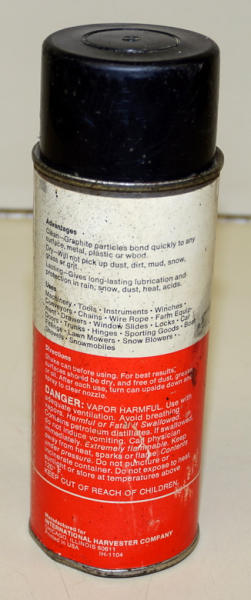 Advantages
Clean—Graphite particles bond quickly to any
surface, metal, plastic or wood.
Dry—Will not pick up dust, dirt, mud, snow,
grass or grit.
Lasting—Gives long-lasting lubrication and
protection in rain, snow, dust, heat, acids.
Uses
Machinery • Tools • Instruments • Winches •
Conveyors • Chains • Wire Rope • Farm Equip-
ment • Drawers • Window Slides • Locks • Car
Doors • Trunks • Hinges • Sporting Goods •
Lawn Mowers • Snow Blowers •
Snowmobiles
Directions
Shake can before using. For best results,
surfaces should be dry, and free of dust, grease
spray. After each use, turn can upside down and
spray to clear nozzle.
DANGER: VAPOR HARMFUL. Use with
adequate ventilation. Avoid breathing
vapors. Harmful or Fatal if Swallowed.
Contains petroleum distillates. If swallowed,
do not induce vomiting. Call physician
immediately. Extremely flammable. Keep
away from heat, sparks or flame. Contents
under pressure. Do not puncture or
incinerate container. Do not expose to heat,
or store at temperatures above
120° F.
KEEP OUT OF REACH OF CHILDREN.
Manufactured for
INTERNATIONAL HARVESTER COMPANY
CHICAGO, ILLINOIS 60611
Made in USA IH-1104